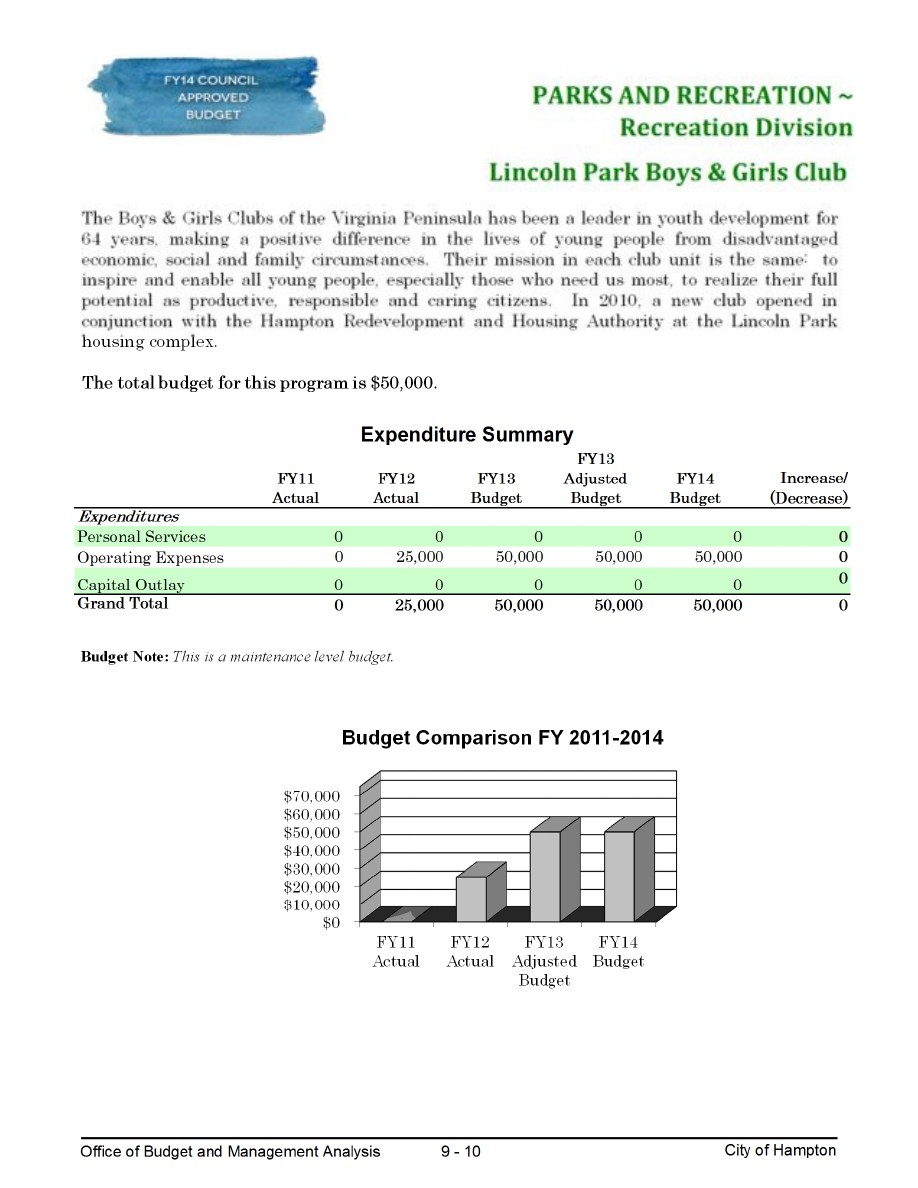 FY14 COUNCIL
APPROVED
BUDGET
PARKS AND RECREATION ~
Recreation Division
Lincoln Park Boys & Girls Club
The Boys & Girls Clubs of the Virginia Peninsula has been a leader in youth development for
64 years, making a positive difference in the lives of young people from disadvantaged
economic, social and family circumstances. Their mission in each club unit is the same: to
inspire and enable all young people, especially those who need us most, to realize their full
potential as productive, responsible and caring citizens. In 2010, a new club opened in
conjunction with the Hampton Redevelopment and Housing Authority at the Lincoln Park
housing complex.
The total budget for this program is $50,000.
Expenditure Summary
FY13
FY11 FY12 FY13 Adjusted FY14 Increase/
Actual Actual Budget Budget Budget (Decrease)
Expenditures
Personal Services 0 0 0 0 0 0
Operating Expenses 0 25,000 50,000 50,000 50,000 0
Capital Outlay 0 0 0 0 0 0
Grand Total 0 25,000 50,000 50,000 50,000 0
Budget Note: This is a maintenance level budget.
Budget Comparison FY 2011-2014
$70,000
$60,000
$50,000
$40,000
$30,000
$20,000
$10,000
$0
FY11 FY12 FY13 FY14
Actual Actual Adjusted Budget
Budget
Office of Budget and Management Analysis 9 - 10 City of Hampton